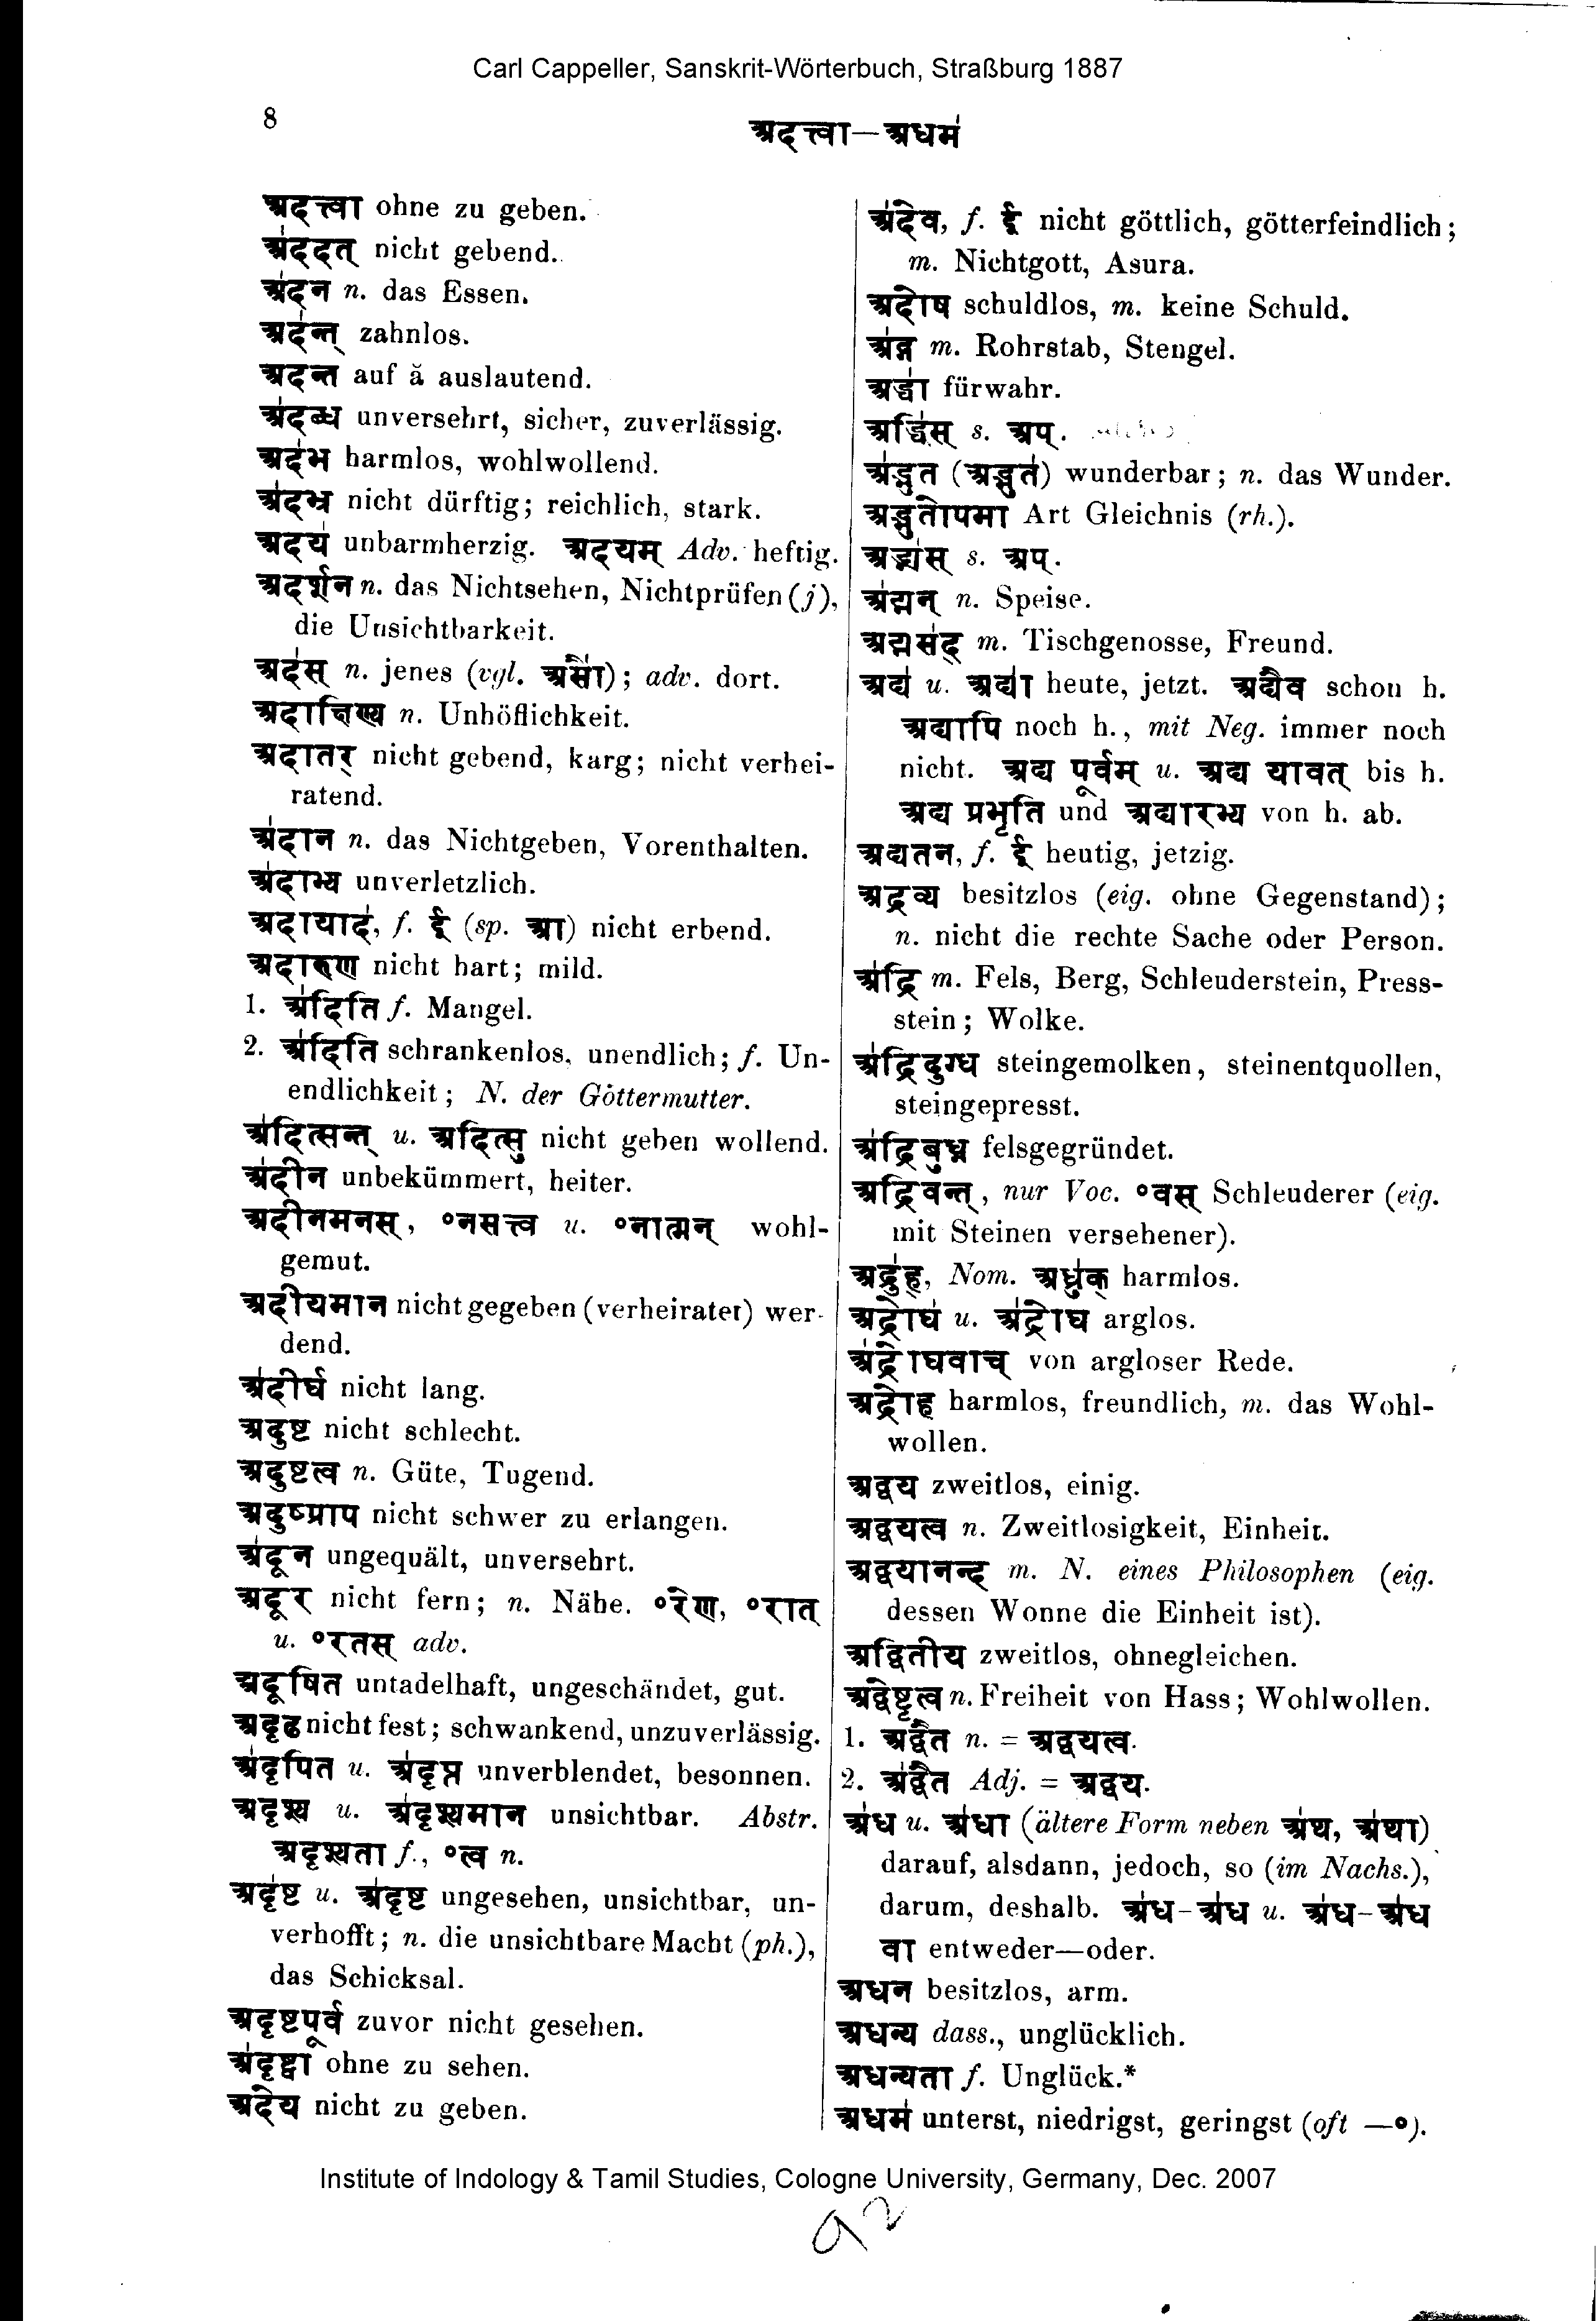 Carl Cappeller, Sanskrit-Wörterbuch, Straßburg 1887
8
अदत्त्वा—अधम॑
अदत्त्वा ohne zu geben.
अ॑ददत् nicht gebend.
अ॑दन n. das Essen.
अद॑न्त् zahnlos.
अदन्त auf ă auslautend.
अ॑दब्ध unversehrt, sicher, zuverlässig.
अद॑भ harmlos, wohlwollend.
अ॑दभ्र nicht dürftig; reichlich, stark.
अदय॑ unbarmherzig. अदयम् Adv. heftig.
अदर्शन n. das Nichtsehen, Nichtprüfen (j),
die Unsichtbarkeit.
अद॑स् n. jenes (vgl. असौ॑); adv. dort.
अदाक्षिण्य n. Unhöflichkeit.
अदातर् nicht gebend, karg; nicht verhei-
ratend.
अ॑दान n. das Nichtgeben, Vorenthalten.
अ॑दाभ्य unverletzlich.
अदायाद॑, f. ई (sp. आ) nicht erbend.
अदारुण nicht hart; mild.
1. अ॑दिति f. Mangel.
2. अ॑दिति schrankenlos, unendlich; f. Un-
endlichkeit; N. der Göttermutter.
अ॑दित्सन्त् u. अदित्सु nicht geben wollend.
अ॑दीन unbekümmert, heiter.
अदीनमनस्, °नसत्त्व u. °नात्मन् wohl-
gemut.
अदीयमान nicht gegeben (verheiratet) wer-
dend.
अ॑दीर्घ nicht lang.
अदुष्ट nicht schlecht.
अदुष्टत्व n. Güte, Tugend.
अदुष्प्राप nicht schwer zu erlangen.
अ॑दून ungequält, unversehrt.
अदूर nicht fern; n. Nähe. °रेण, °रात्
u. °रतस् adv.
अदूषित untadelhaft, ungeschändet, gut.
अदृढ nicht fest; schwankend, unzuverlässig.
अ॑दृपित u. अ॑दृप्त unverblendet, besonnen.
अदृश्य u. अ॑दृश्यमान unsichtbar. Abstr.
अदृश्यता f., °त्व n.
अदृ॑ष्ट u. अ॑दृष्ट ungesehen, unsichtbar, un-
verhofft; n. die unsichtbare Macht (ph.),
das Schicksal.
अदृष्टपूर्व zuvor nicht gesehen.
अ॑दृष्ट्वा ohne zu sehen.
अदेय nicht zu geben.
अ॑देव, f. ई nicht göttlich, götterfeindlich;
m. Nichtgott, Asura.
अदोष schuldlos, m. keine Schuld.
अ॑द्ग m. Rohrstab, Stengel.
अद्धा॑ fürwahr.
अद्भि॑स् s. अप्.
अ॑द्भुत (अद्भुत॑) wunderbar; n. das Wunder.
अद्भुतोपमा Art Gleichnis (rh.).
अद्भ्य॑स् s. अप्.
अ॑द्मन् n. Speise.
अद्मस॑द् m. Tischgenosse, Freund.
अद्य॑ u. अद्या॑ heute, jetzt. अद्यैव schon h.
अद्यापि noch h., mit Neg. immer noch
nicht. अद्य पूर्वम् u. अद्य यावत् bis h.
अद्य प्रभृति und अद्यारभ्य von h. ab.
अद्यतन, f. ई heutig, jetzig.
अद्रव्य besitzlos (eig. ohne Gegenstand);
n. nicht die rechte Sache oder Person.
अ॑द्रि m. Fels, Berg, Schleuderstein, Press-
stein; Wolke.
अ॑द्रिदुग्ध steingemolken, steinentquollen,
steingepresst.
अ॑द्रिबुध्न felsgegründet.
अद्रिवन्त्, nur Voc. °वस् Schleuderer (eig.
mit Steinen versehener).
अद्रु॑ह्, Nom. अध्रु॑क् harmlos.
अद्रोघ॑ u. अ॑द्रोघ arglos.
अ॑द्रोघवाच् von argloser Rede.
अद्रोह harmlos, freundlich, m. das Wohl-
wollen.
अद्वय zweitlos, einig.
अद्वयत्व n. Zweitlosigkeit, Einheit.
अद्वयानन्द m. N. eines Philosophen (eig.
dessen Wonne die Einheit ist).
अद्वितीय zweitlos, ohnegleichen.
अद्वेष्टृत्व n. Freiheit von Hass; Wohlwollen.
1. अद्वैत n. = अद्वयत्व.
2. अ॑द्वैत Adj. = अद्वय.
अ॑ध u. अ॑धा (ältere Form neben अ॑थ, अ॑था)
darauf, alsdann, jedoch, so (im Nachs.),
darum, deshalb. अ॑ध-अ॑ध u. अ॑ध-अ॑ध
वा entweder—oder.
अधन besitzlos, arm.
अधन्य dass., unglücklich.
अधन्यता f. Unglück.*
अधम॑ unterst, niedrigst, geringst (oft —°).
Institute of Indology & Tamil Studies, Cologne University, Germany, Dec. 2007